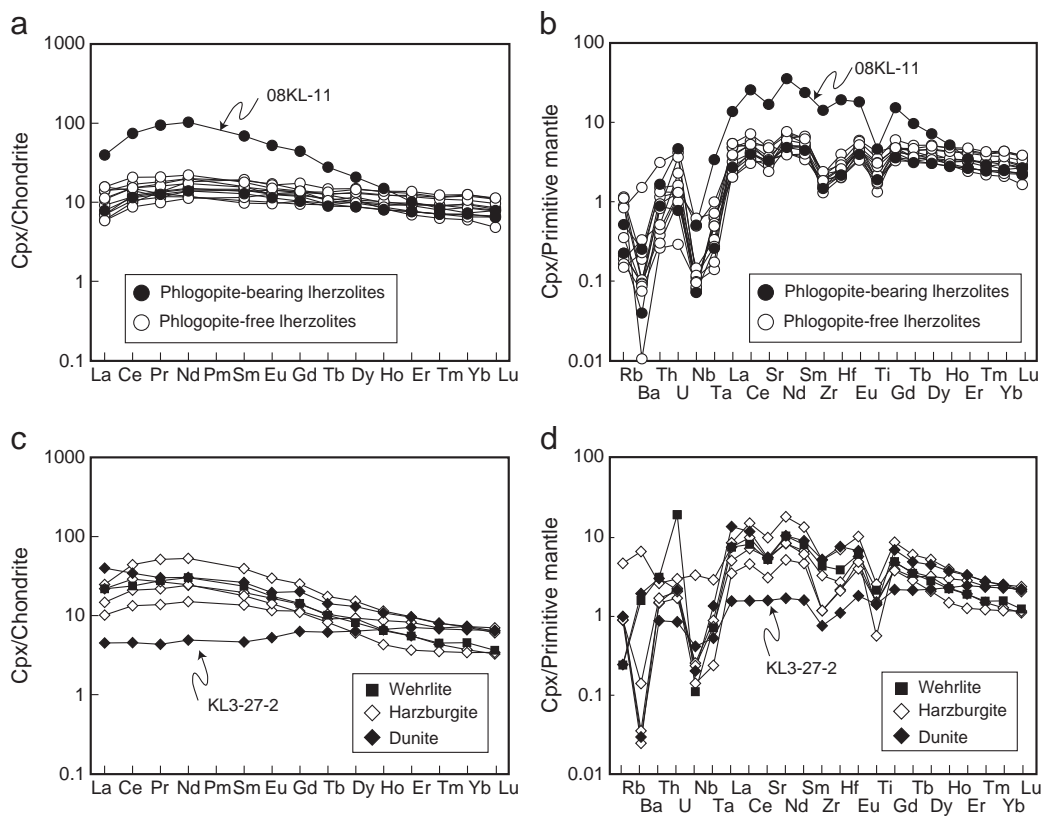 a
Cpx/Chondrite
1000
100
10
1
0.1
08KL-11
Phlogopite-bearing lherzolites
Phlogopite-free lherzolites
La Ce Pr Nd Pm Sm Eu Gd Tb Dy Ho Er Tm Yb Lu
b
Cpx/Primitive mantle
100
10
1
0.1
0.01
08KL-11
Phlogopite-bearing lherzolites
Phlogopite-free lherzolites
Rb Th Nb La Sr Sm Hf Ti Tb Ho Tm Lu
Ba U Ta Ce Nd Zr Eu Gd Dy Er Yb
c
Cpx/Chondrite
1000
100
10
1
0.1
KL3-27-2
Wehrlite
Harzburgite
Dunite
La Ce Pr Nd Pm Sm Eu Gd Tb Dy Ho Er Tm Yb Lu
d
Cpx/Primitive mantle
100
10
1
0.1
0.01
KL3-27-2
Wehrlite
Harzburgite
Dunite
Rb Th Nb La Sr Sm Hf Ti Tb Ho Tm Lu
Ba U Ta Ce Nd Zr Eu Gd Dy Er Yb